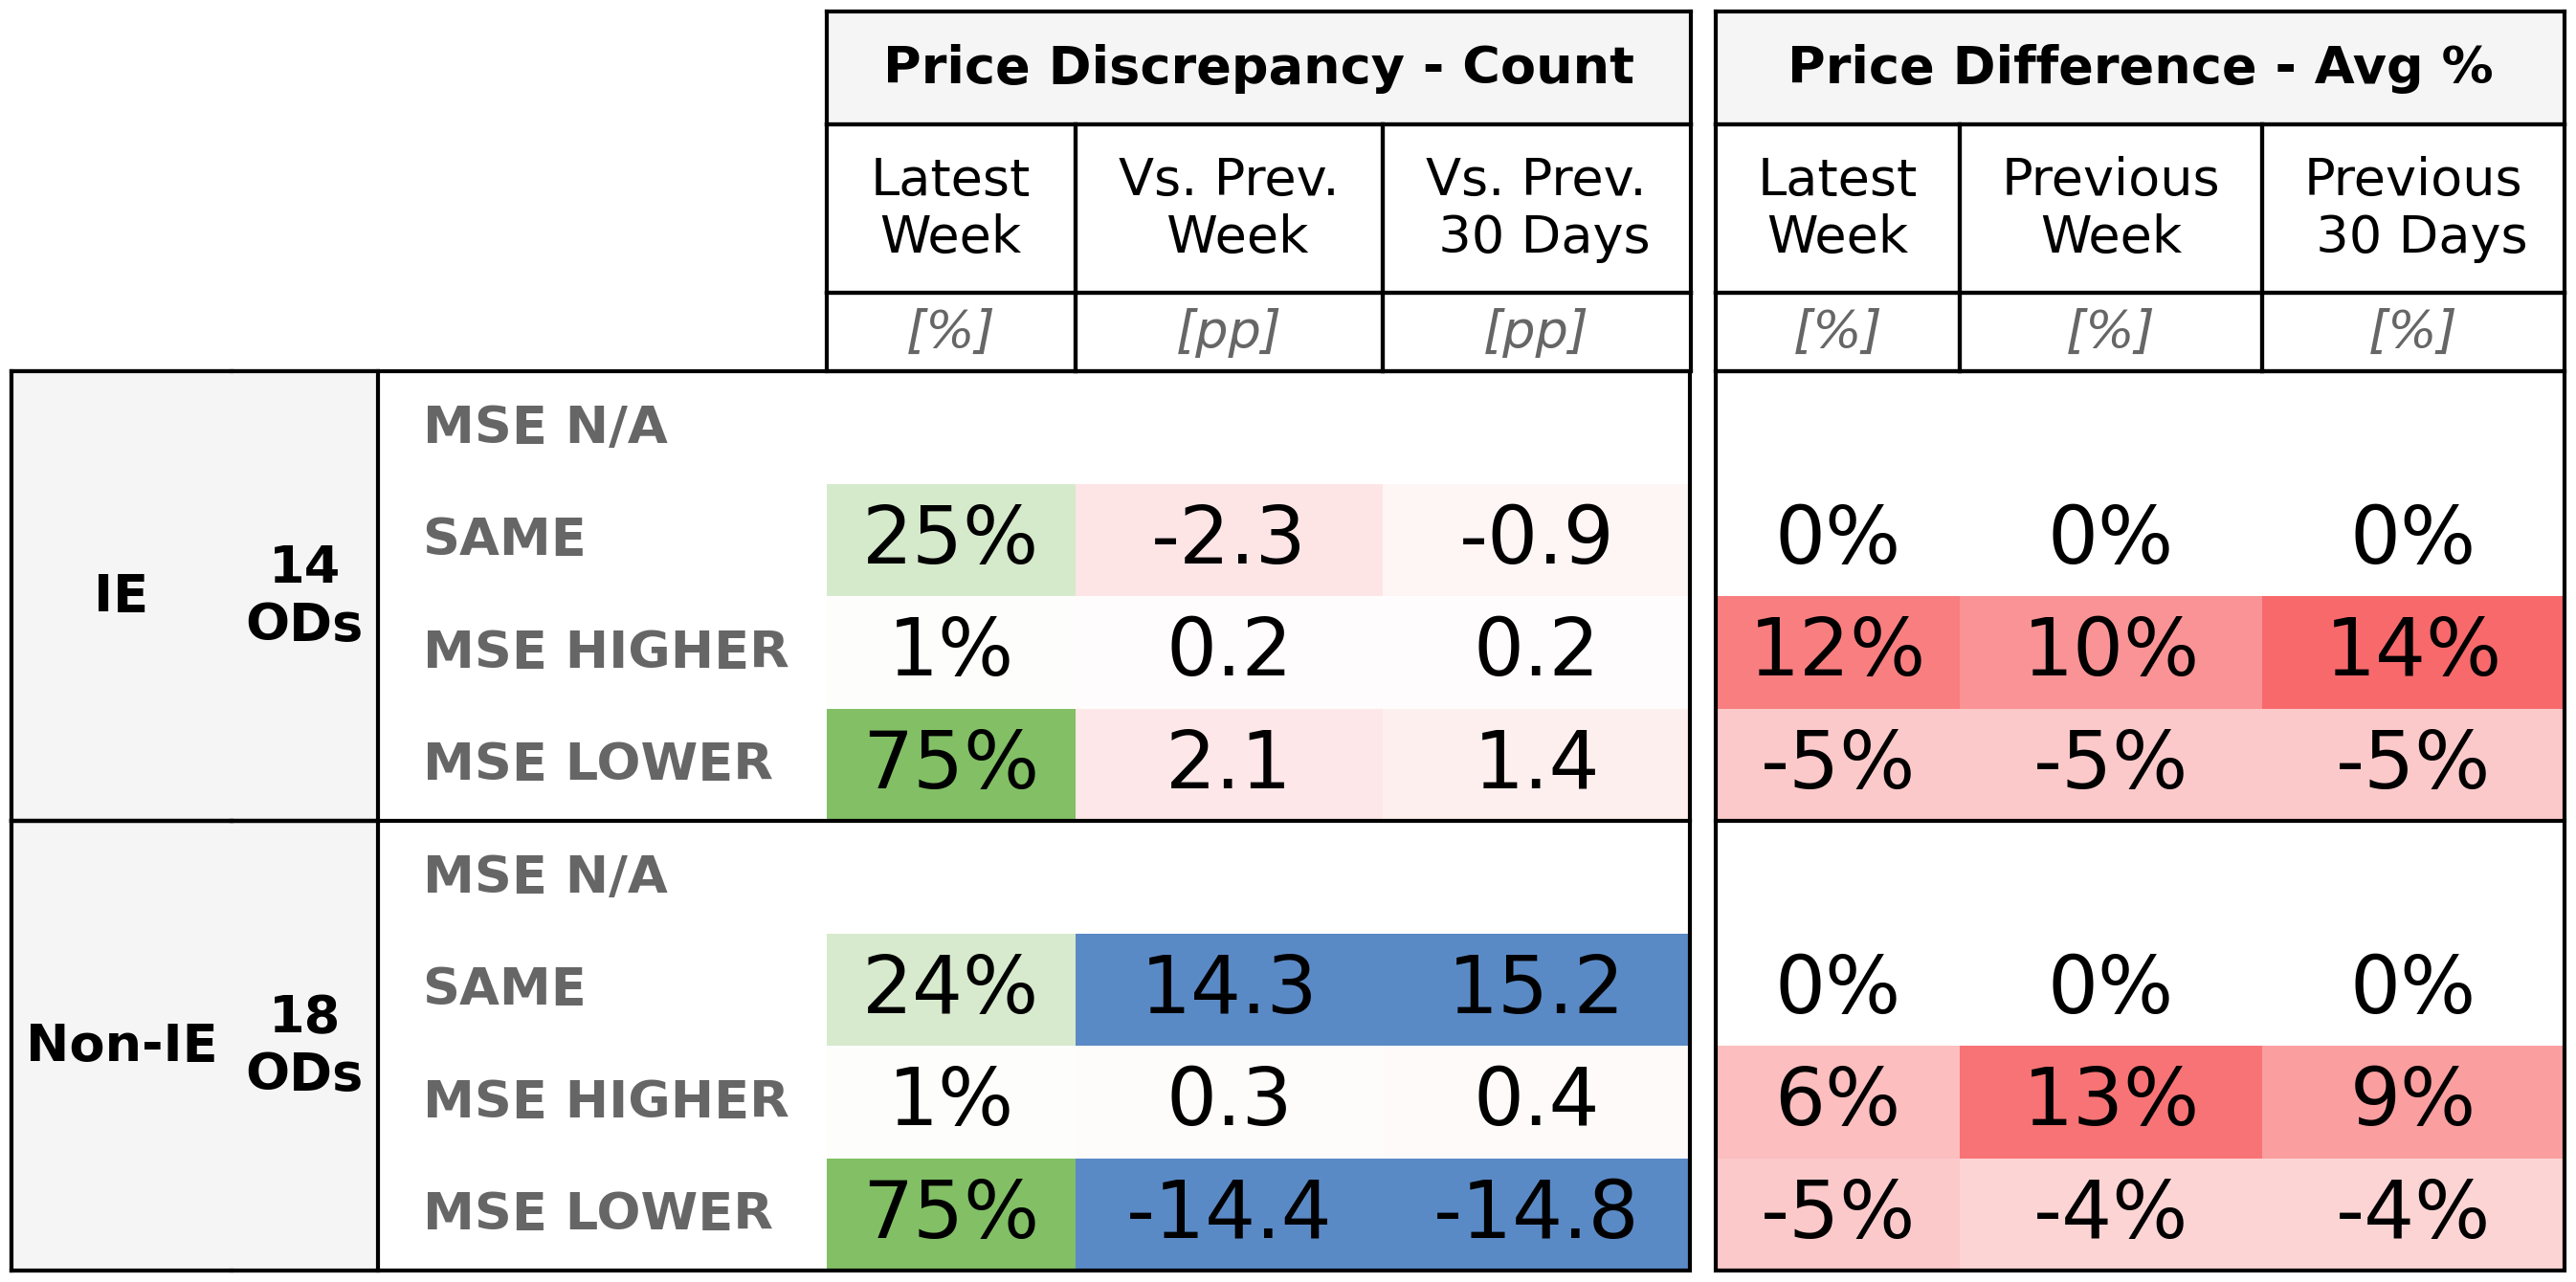 Price Discrepancy - Count Price Difference - Avg %
Latest Week Vs. Prev. Week Vs. Prev. 30 Days Latest Week Previous Week Previous 30 Days
[%] [pp] [pp] [%] [%] [%]
IE 14 ODs
MSE N/A
SAME 25% -2.3 -0.9 0% 0% 0%
MSE HIGHER 1% 0.2 0.2 12% 10% 14%
MSE LOWER 75% 2.1 1.4 -5% -5% -5%
Non-IE 18 ODs
MSE N/A
SAME 24% 14.3 15.2 0% 0% 0%
MSE HIGHER 1% 0.3 0.4 6% 13% 9%
MSE LOWER 75% -14.4 -14.8 -5% -4% -4%